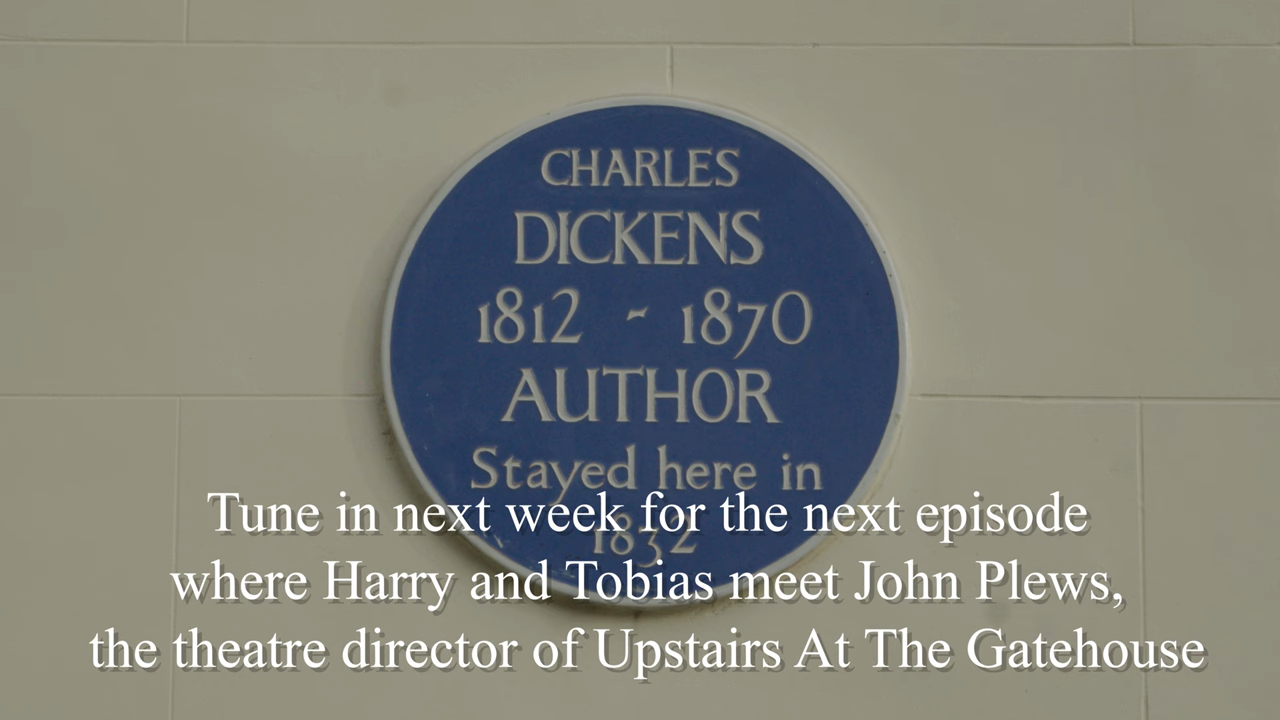 CHARLES
DICKENS
1812 - 1870
AUTHOR
Stayed here in
1832
Tune in next week for the next episode
where Harry and Tobias meet John Plews,
the theatre director of Upstairs At The Gatehouse